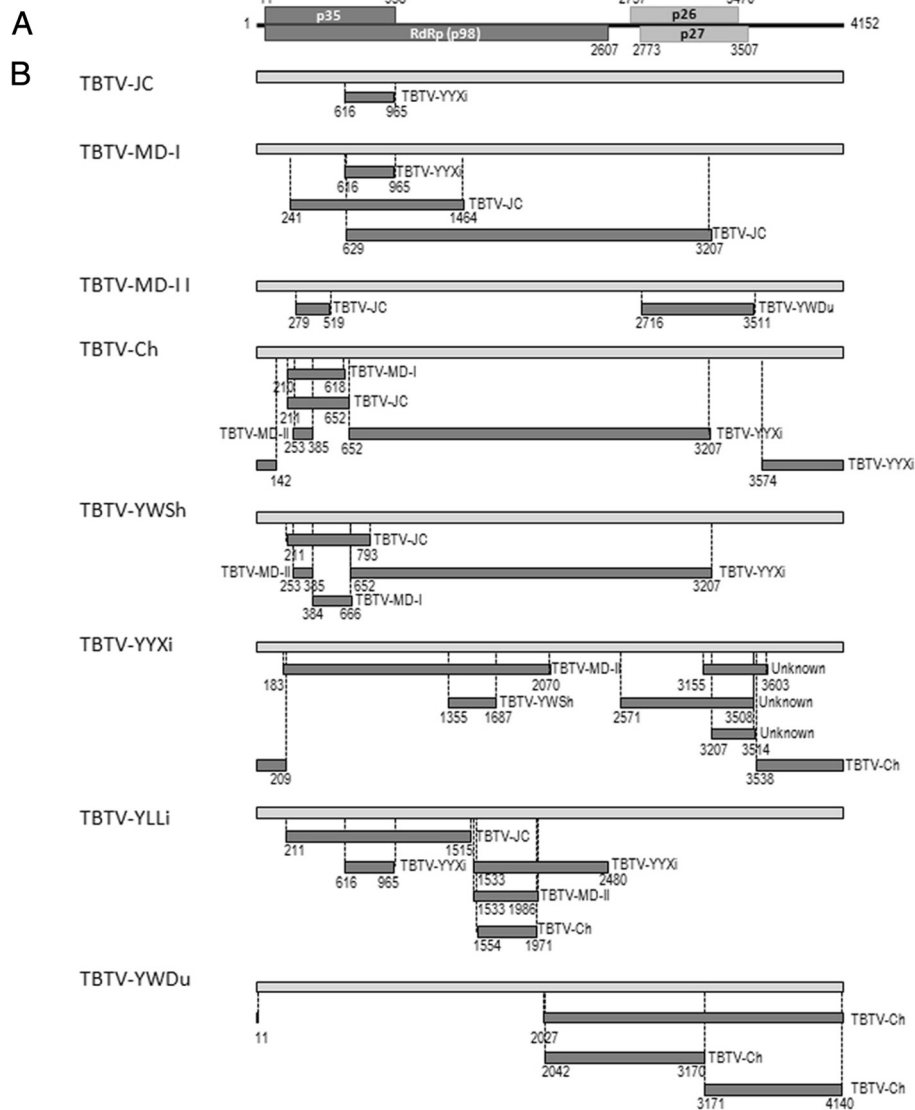 A
p35
p26
1
4152
RdRp (p98)
p27
2607
2773
3507
B
TBTV-JC
TBTV-YYXi
616
965
TBTV-MD-I
TBTV-YYXi
616
965
TBTV-JC
241
1464
TBTV-JC
629
3207
TBTV-MD-I I
TBTV-JC
TBTV-YWDu
279
519
2716
3511
TBTV-Ch
TBTV-MD-I
210
618
TBTV-JC
211
652
TBTV-MD-II
TBTV-YYXi
253
385
652
3207
TBTV-YYXi
142
3574
TBTV-YWSh
TBTV-JC
211
793
TBTV-MD-II
TBTV-YYXi
253
385
652
3207
TBTV-MD-I
384
666
TBTV-YYXi
TBTV-MD-II
Unknown
183
2070
3155
3603
TBTV-YWSh
Unknown
1355
1687
2571
3508
Unknown
3207
3514
TBTV-Ch
209
3538
TBTV-YLLi
TBTV-JC
211
1515
TBTV-YYXi
TBTV-YYXi
616
965
1533
2480
TBTV-MD-II
1533
1986
TBTV-Ch
1554
1971
TBTV-YWDu
TBTV-Ch
11
2027
TBTV-Ch
2042
3170
TBTV-Ch
3171
4140